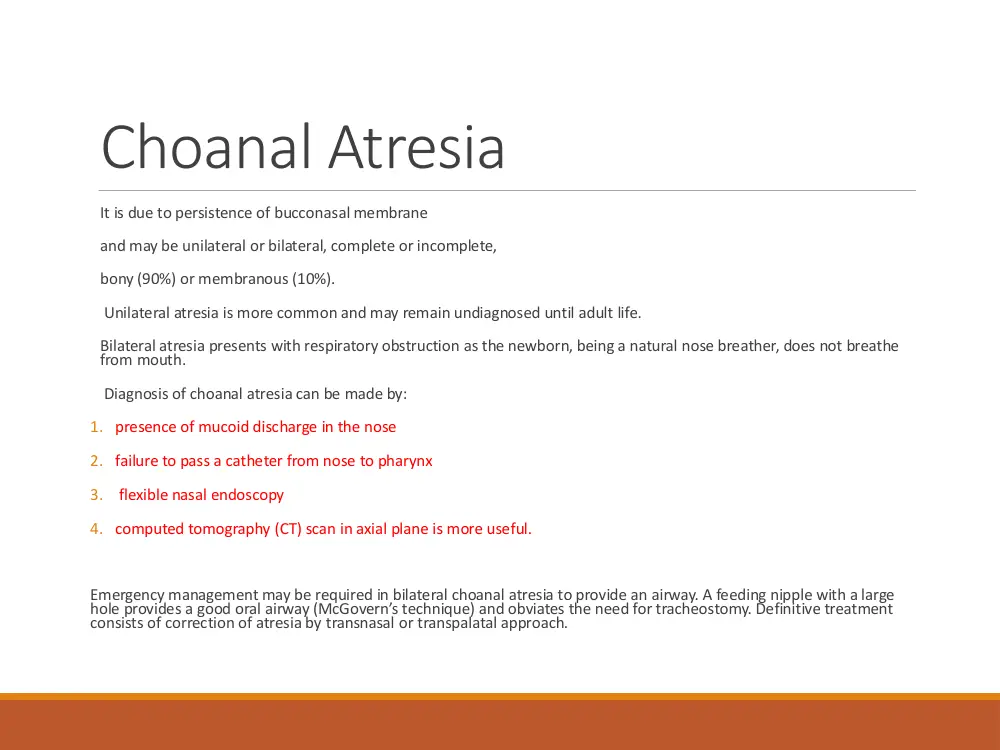 Choanal Atresia
It is due to persistence of bucconasal membrane
and may be unilateral or bilateral, complete or incomplete,
bony (90%) or membranous (10%).
Unilateral atresia is more common and may remain undiagnosed until adult life.
Bilateral atresia presents with respiratory obstruction as the newborn, being a natural nose breather, does not breathe
from mouth.
Diagnosis of choanal atresia can be made by:
1. presence of mucoid discharge in the nose
2. failure to pass a catheter from nose to pharynx
3. flexible nasal endoscopy
4. computed tomography (CT) scan in axial plane is more useful.
Emergency management may be required in bilateral choanal atresia to provide an airway. A feeding nipple with a large
hole provides a good oral airway (McGovern’s technique) and obviates the need for tracheostomy. Definitive treatment
consists of correction of atresia by transnasal or transpalatal approach.